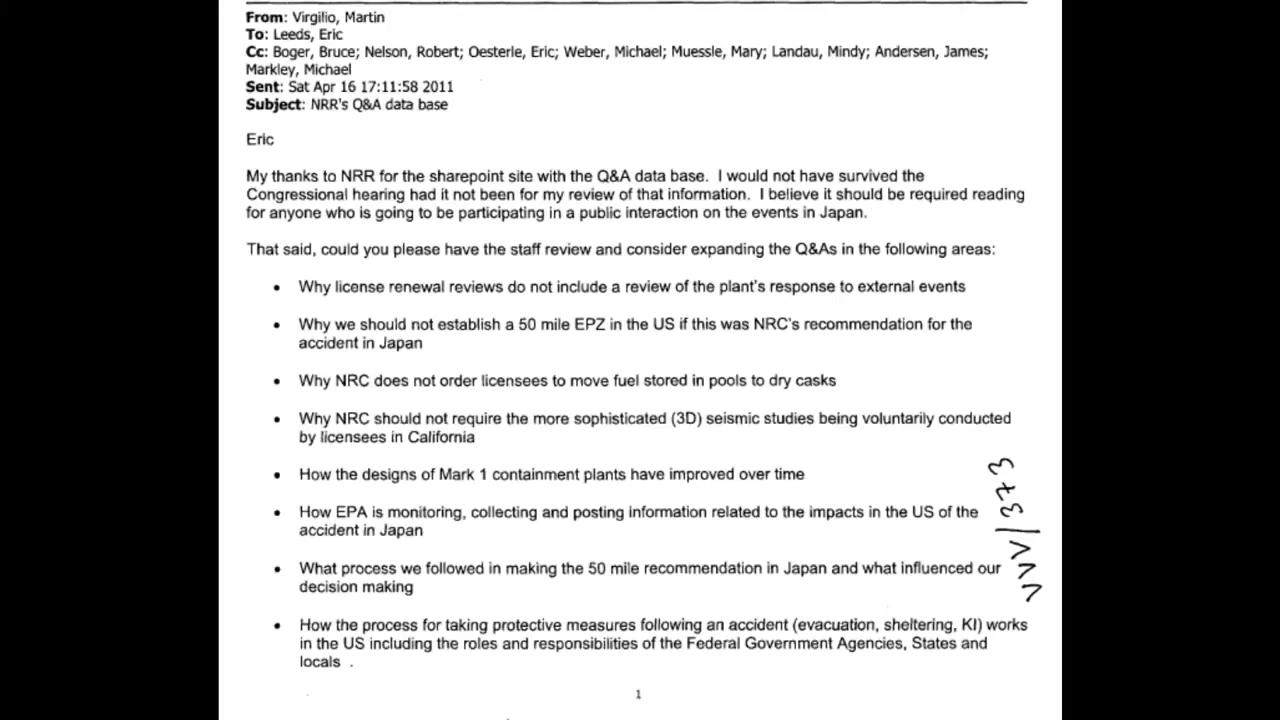 From: Virgilio, Martin
To: Leeds, Eric
Cc: Boger, Bruce; Nelson, Robert; Oesterle, Eric; Weber, Michael; Muessle, Mary; Landau, Mindy; Andersen, James;
Markley, Michael
Sent: Sat Apr 16 17:11:58 2011
Subject: NRR's Q&A data base
Eric
My thanks to NRR for the sharepoint site with the Q&A data base. I would not have survived the
Congressional hearing had it not been for my review of that information. I believe it should be required reading
for anyone who is going to be participating in a public interaction on the events in Japan.
That said, could you please have the staff review and consider expanding the Q&As in the following areas:
• Why license renewal reviews do not include a review of the plant's response to external events
• Why we should not establish a 50 mile EPZ in the US if this was NRC's recommendation for the
accident in Japan
• Why NRC does not order licensees to move fuel stored in pools to dry casks
• Why NRC should not require the more sophisticated (3D) seismic studies being voluntarily conducted
by licensees in California
• How the designs of Mark 1 containment plants have improved over time
• How EPA is monitoring, collecting and posting information related to the impacts in the US of the
accident in Japan
• What process we followed in making the 50 mile recommendation in Japan and what influenced our
decision making
• How the process for taking protective measures following an accident (evacuation, sheltering, KI) works
in the US including the roles and responsibilities of the Federal Government Agencies, States and
locals .
1